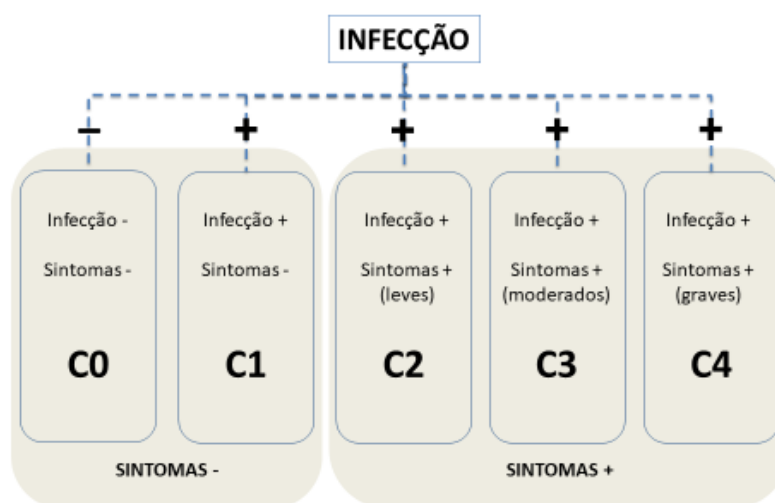 INFECÇÃO
− + + + +
Infecção - Infecção + Infecção + Infecção + Infecção +
Sintomas - Sintomas - Sintomas + Sintomas + Sintomas +
(leves) (moderados) (graves)
C0 C1 C2 C3 C4
SINTOMAS - SINTOMAS +